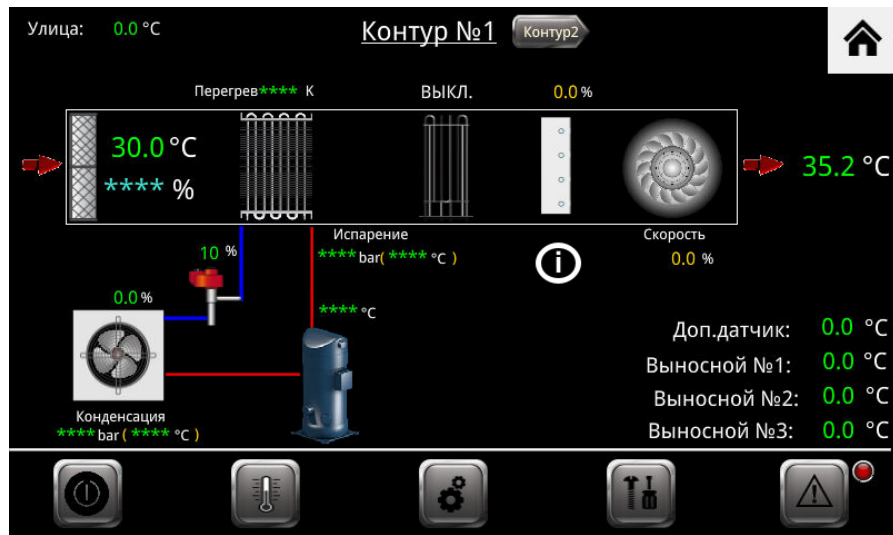 Улица: 0.0 °C Контур №1 Контур2
Перегрев**** К ВЫКЛ. 0.0 %
30.0 °C
**** %
35.2 °C
Испарение Скорость
****bar( **** °C ) 0.0 %
10 %
i
0.0 %
**** °C
Доп.датчик: 0.0 °C
Выносной №1: 0.0 °C
Выносной №2: 0.0 °C
Выносной №3: 0.0 °C
Конденсация
****bar ( **** °C )